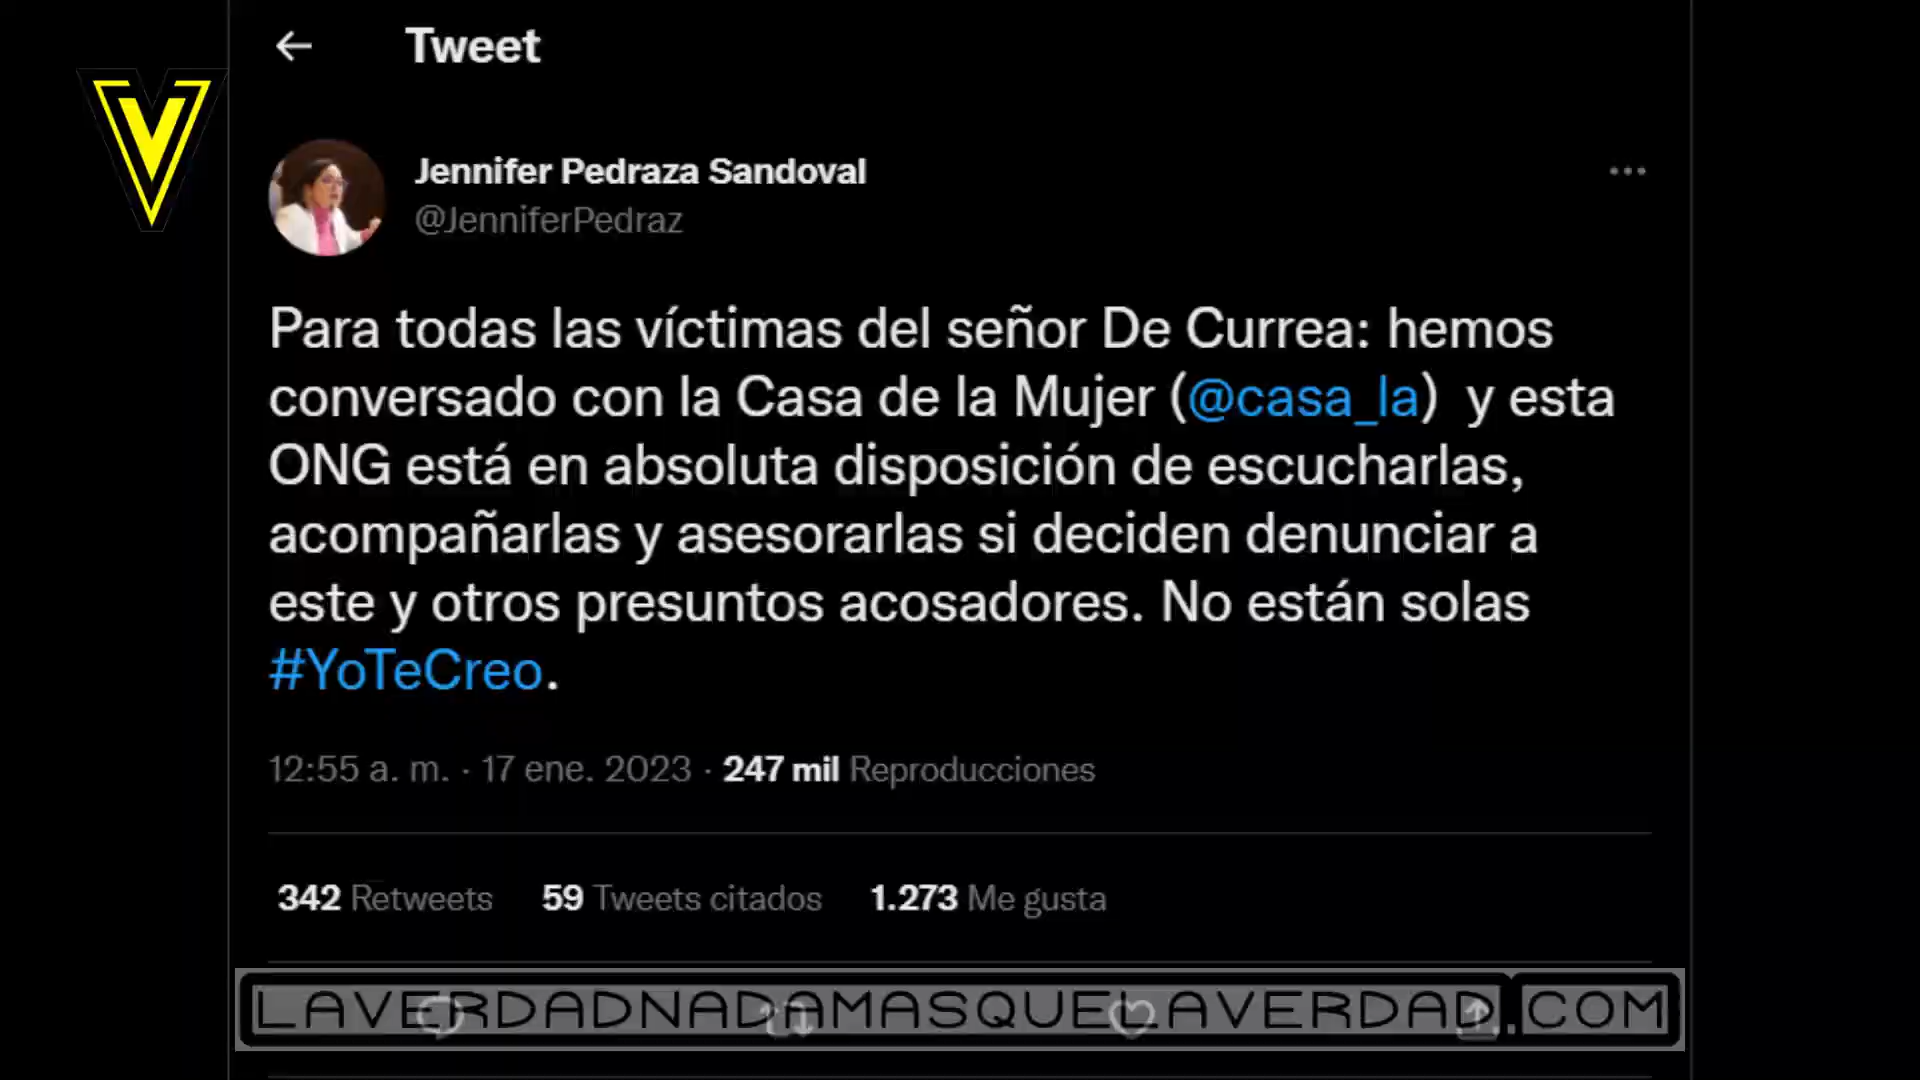 Tweet
V
Jennifer Pedraza Sandoval
@JenniferPedraz
Para todas las víctimas del señor De Currea: hemos
conversado con la Casa de la Mujer (@casa_la) y esta
ONG está en absoluta disposición de escucharlas,
acompañarlas y asesorarlas si deciden denunciar a
este y otros presuntos acosadores. No están solas
#YoTeCreo.
12:55 a. m. · 17 ene. 2023 · 247 mil Reproducciones
342 Retweets 59 Tweets citados 1.273 Me gusta
LAVERDADNADAMASQUELAVERDAD.COM